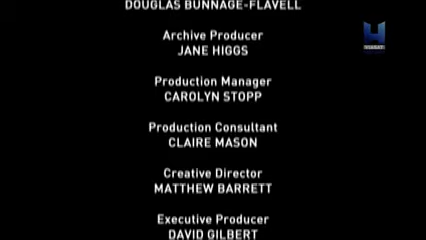 DOUGLAS BUNNAGE-FLAVELL
Archive Producer
JANE HIGGS
Production Manager
CAROLYN STOPP
Production Consultant
CLAIRE MASON
Creative Director
MATTHEW BARRETT
Executive Producer
DAVID GILBERT